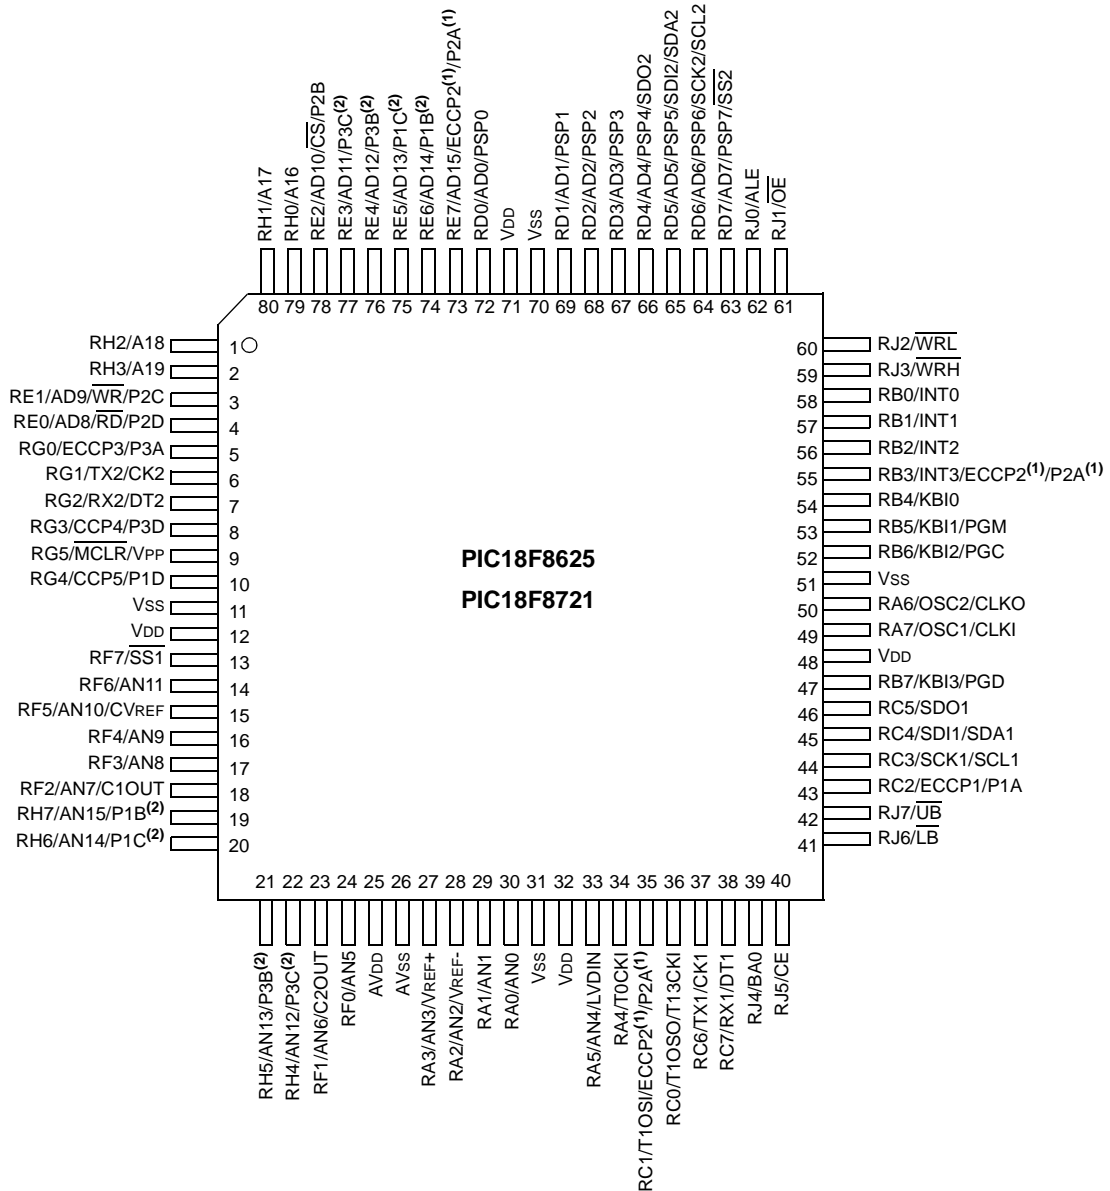 RH1/A17
RH0/A16
RE2/AD10/CS/P2B
RE3/AD11/P3C(2)
RE4/AD12/P3B(2)
RE5/AD13/P1C(2)
RE6/AD14/P1B(2)
RE7/AD15/ECCP2(1)/P2A(1)
RD0/AD0/PSP0
VDD
VSS
RD1/AD1/PSP1
RD2/AD2/PSP2
RD3/AD3/PSP3
RD4/AD4/PSP4/SDO2
RD5/AD5/PSP5/SDI2/SDA2
RD6/AD6/PSP6/SCK2/SCL2
RD7/AD7/PSP7/SS2
RJ0/ALE
RJ1/OE
80 79 78 77 76 75 74 73 72 71 70 69 68 67 66 65 64 63 62 61
RH2/A18 1
RH3/A19 2
RE1/AD9/WR/P2C 3
RE0/AD8/RD/P2D 4
RG0/ECCP3/P3A 5
RG1/TX2/CK2 6
RG2/RX2/DT2 7
RG3/CCP4/P3D 8
RG5/MCLR/VPP 9
RG4/CCP5/P1D 10
VSS 11
VDD 12
RF7/SS1 13
RF6/AN11 14
RF5/AN10/CVREF 15
RF4/AN9 16
RF3/AN8 17
RF2/AN7/C1OUT 18
RH7/AN15/P1B(2) 19
RH6/AN14/P1C(2) 20
PIC18F8625
PIC18F8721
60 RJ2/WRL
59 RJ3/WRH
58 RB0/INT0
57 RB1/INT1
56 RB2/INT2
55 RB3/INT3/ECCP2(1)/P2A(1)
54 RB4/KBI0
53 RB5/KBI1/PGM
52 RB6/KBI2/PGC
51 VSS
50 RA6/OSC2/CLKO
49 RA7/OSC1/CLKI
48 VDD
47 RB7/KBI3/PGD
46 RC5/SDO1
45 RC4/SDI1/SDA1
44 RC3/SCK1/SCL1
43 RC2/ECCP1/P1A
42 RJ7/UB
41 RJ6/LB
21 22 23 24 25 26 27 28 29 30 31 32 33 34 35 36 37 38 39 40
RH5/AN13/P3B(2)
RH4/AN12/P3C(2)
RF1/AN6/C2OUT
RF0/AN5
AVDD
AVSS
RA3/AN3/VREF+
RA2/AN2/VREF-
RA1/AN1
RA0/AN0
VSS
VDD
RA5/AN4/LVDIN
RA4/T0CKI
RC1/T1OSI/ECCP2(1)/P2A(1)
RC0/T1OSO/T13CKI
RC6/TX1/CK1
RC7/RX1/DT1
RJ4/BA0
RJ5/CE